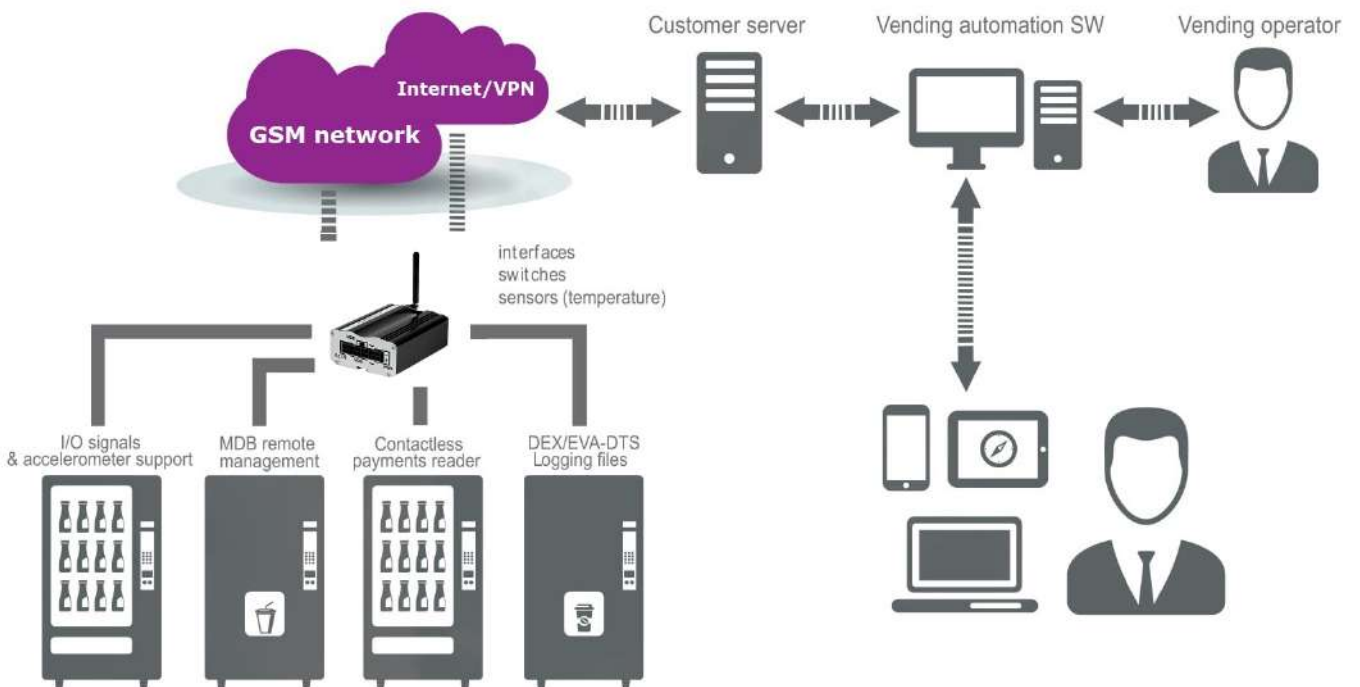 Customer server
Vending automation SW
Vending operator
Internet/VPN
GSM network
interfaces
switches
sensors (temperature)
I/O signals
& accelerometer support
MDB remote
management
Contactless
payments reader
DEX/EVA-DTS
Logging files